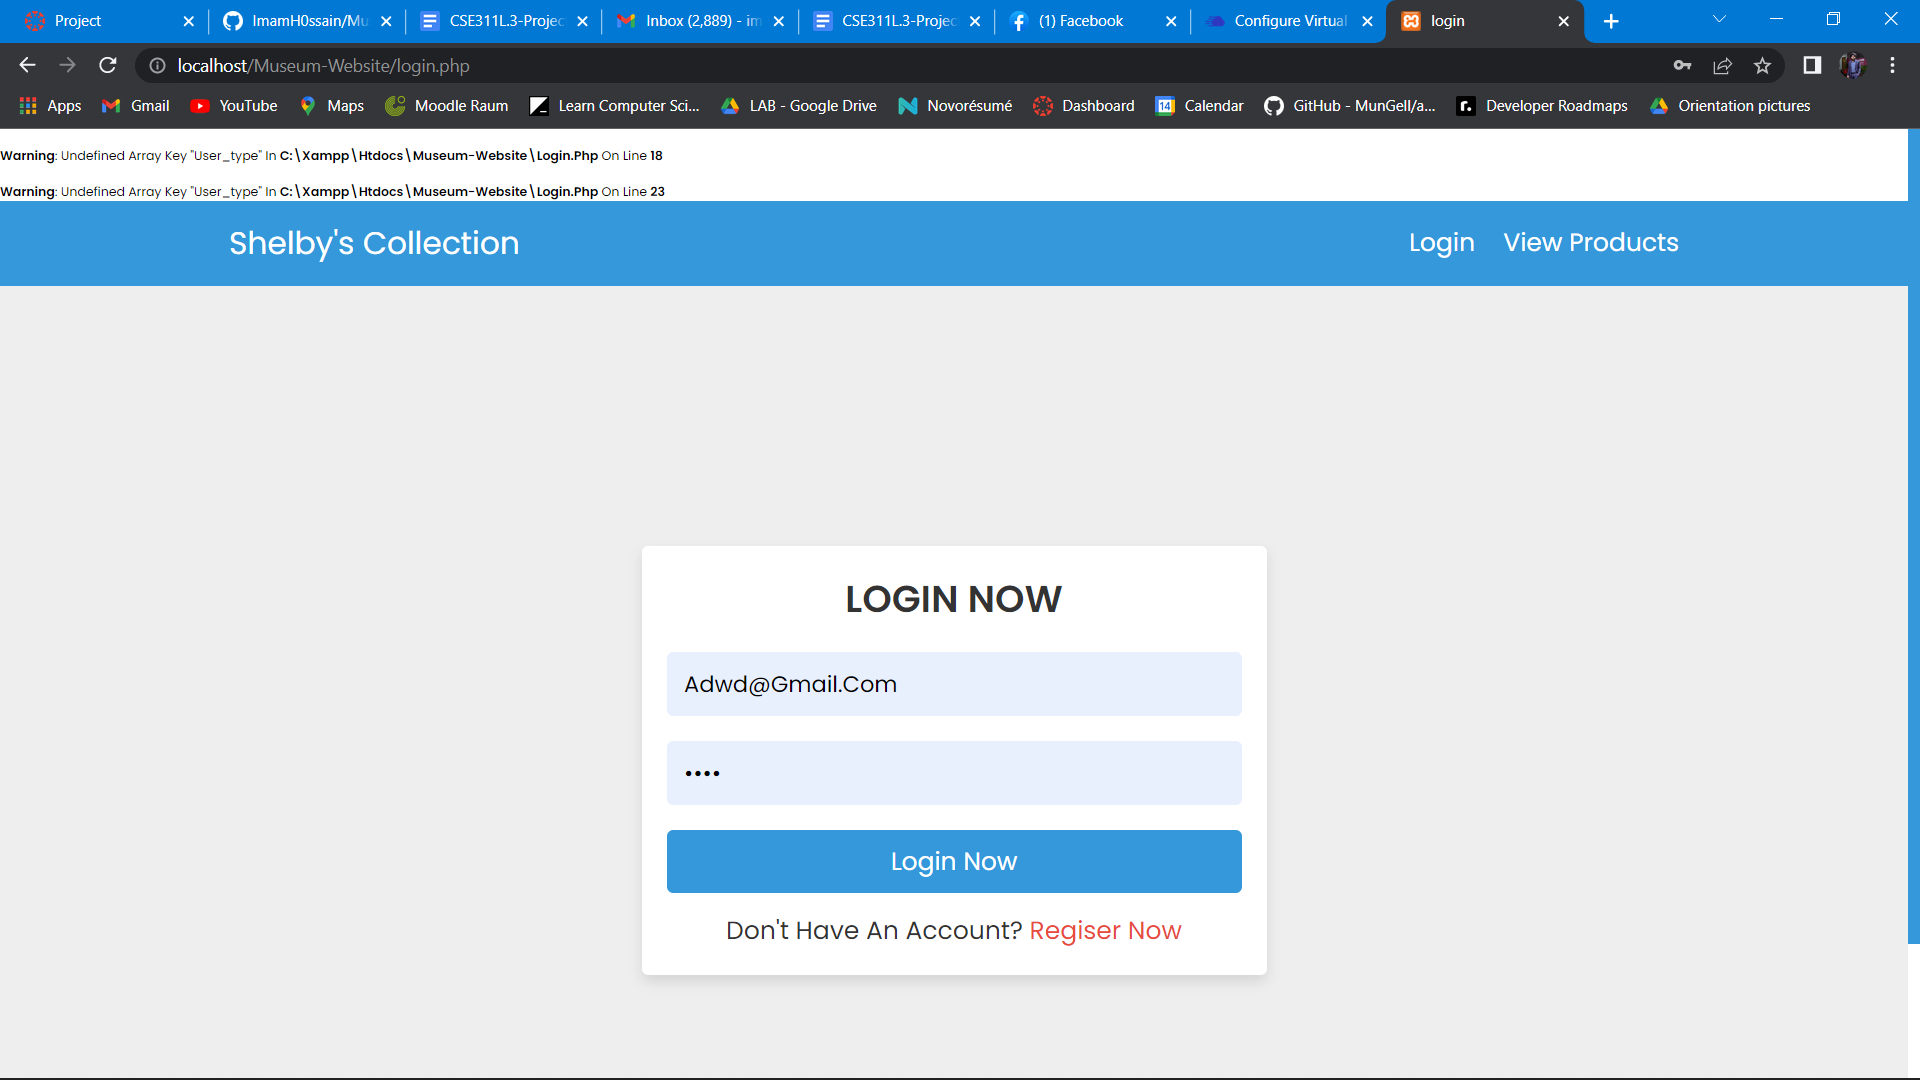 Project
ImamH0ssain/Mu
CSE311L.3-Projec
Inbox (2,889) - im
CSE311L.3-Projec
(1) Facebook
Configure Virtual
login
localhost/Museum-Website/login.php
Apps
Gmail
YouTube
Maps
Moodle Raum
Learn Computer Sci...
LAB - Google Drive
Novorésumé
Dashboard
14
Calendar
GitHub - MunGell/a...
r.
Developer Roadmaps
Orientation pictures
Warning: Undefined Array Key "User_type" In C:\Xampp\Htdocs\Museum-Website\Login.Php On Line 18
Warning: Undefined Array Key "User_type" In C:\Xampp\Htdocs\Museum-Website\Login.Php On Line 23
Shelby's Collection
Login
View Products
LOGIN NOW
Adwd@Gmail.Com
••••
Login Now
Don't Have An Account? Regiser Now